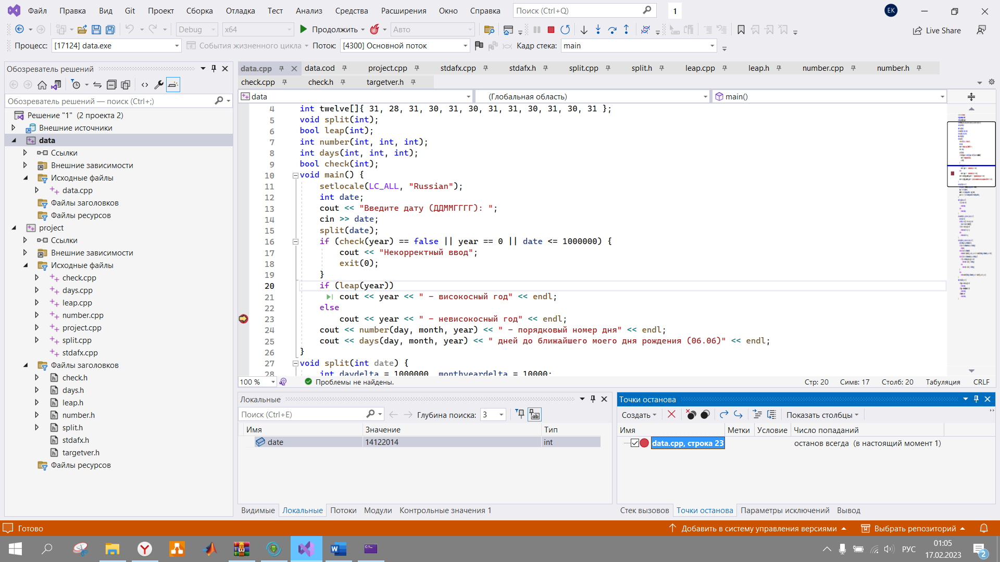 Файл Правка Вид Git Проект Сборка Отладка Тест Анализ Средства Расширения Окно Справка Поиск (Ctrl+Q) 1 EK
Debug x64 Продолжить Авто Live Share
Процесс: [17124] data.exe События жизненного цикла Поток: [4300] Основной поток Кадр стека: main
Обозреватель решений
Обозреватель решений — поиск (Ctrl+;)
Решение "1" (2 проекта 2)
Внешние источники
data
Ссылки
Внешние зависимости
Исходные файлы
data.cpp
Файлы заголовков
Файлы ресурсов
project
Ссылки
Внешние зависимости
Исходные файлы
check.cpp
days.cpp
leap.cpp
number.cpp
project.cpp
split.cpp
stdafx.cpp
Файлы заголовков
check.h
days.h
leap.h
number.h
split.h
stdafx.h
targetver.h
Файлы ресурсов
data.cpp data.cod project.cpp stdafx.cpp stdafx.h split.cpp split.h leap.cpp leap.h number.cpp number.h
check.cpp check.h targetver.h
data (Глобальная область) main()
4 int twelve[]{ 31, 28, 31, 30, 31, 30, 31, 31, 30, 31, 30, 31 };
5 void split(int);
6 bool leap(int);
7 int number(int, int, int);
8 int days(int, int, int);
9 bool check(int);
10 void main() {
11 setlocale(LC_ALL, "Russian");
12 int date;
13 cout << "Введите дату (ДДММГГГГ): ";
14 cin >> date;
15 split(date);
16 if (check(year) == false || year == 0 || date <= 1000000) {
17 cout << "Некорректный ввод";
18 exit(0);
19 }
20 if (leap(year))
21 cout << year << " - високосный год" << endl;
22 else
23 cout << year << " - невисокосный год" << endl;
24 cout << number(day, month, year) << " - порядковый номер дня" << endl;
25 cout << days(day, month, year) << " дней до ближайшего моего дня рождения (06.06)" << endl;
26 }
27 void split(int date) {
28 int daydelta = 1000000, monthyeardelta = 10000;
100 % Проблемы не найдены. Стр: 20 Симв: 17 Столб: 20 Табуляция CRLF
Локальные
Поиск (Ctrl+E) Глубина поиска: 3
Имя Значение Тип
date 14122014 int
Видимые Локальные Потоки Модули Контрольные значения 1
Точки останова
Создать Показать столбцы
Имя Метки Условие Число попаданий
data.cpp, строка 23 останов всегда (в настоящий момент 1)
Стек вызовов Точки останова Параметры исключений Вывод
Готово Добавить в систему управления версиями Выбрать репозиторий
РУС 01:05
17.02.2023
2